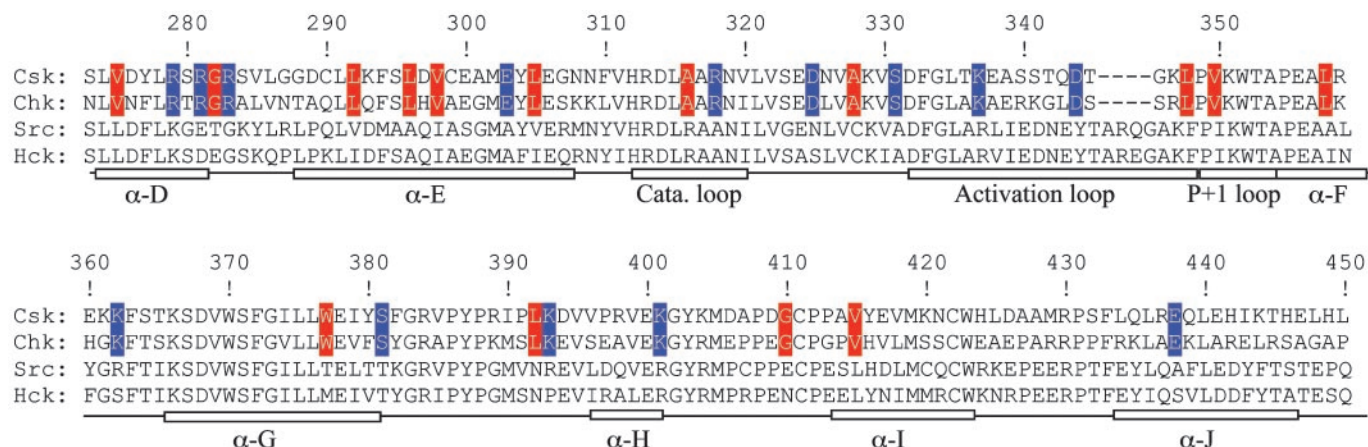 280 290 300 310 320 330 340 350
! ! ! ! ! ! ! !
Csk: SLVDYLRSRGRSVLGGDCLLKFSLDVCEAMEYLEGNNFVHRDLAARNVLVSEDNVAKVSDFGLTKEASSTQDT----GKLPVKWTAPEALR
Chk: NLVNFLRTRGRALVNTAQLLQFSLHVAEGMEYLESKKLVHRDLAARNILVSEDLVAKVSDFGLAKAERKGLDS-----SRLPVKWTAPEALK
Src: SLLDFLKGETGKYLRLPQLVDMAAQIASGMAYVERMNYVHRDLRAANILVGENLVCKVADFGLARLIEDNEYTARQGAKFPIKWTAPEAAL
Hck: SLLDFLKSDEGSKQPLPKLIDFSAQIAEGMAFIEQRNYIHRDLRAANILVSASLVCKIADFGLARVIEDNEYTAREGAKFPIKWTAPEAIN
α-D α-E Cata. loop Activation loop P+1 loop α-F
360 370 380 390 400 410 420 430 440 450
! ! ! ! ! ! ! ! ! !
Csk: EKKFSTKSDVWSFGILLWEIYSFGRVPYPRIPLKDVVPRVEKGYKMDAPDGCPPAVYEVMKNCWHLDAAMRPSFLQLREQLEHIKTHELHL
Chk: HGKFTSKSDVWSFGVLLWEVFSYGRAPYPKMSLKEVSEAVEKGYRMEPPEGCPGPVHVLMSSCWEAEPARRPPFRKLAEKLARELRSAGAP
Src: YGRFTIKSDVWSFGILLTELTTKGRVPYPGMVNREVLDQVERGYRMPCPPECPESLHDLMCQCWRKEPEERPTFEYLQAFLEDYFTSTEPQ
Hck: FGSFTIKSDVWSFGILLMEIVTYGRIPYPGMSNPEVIRALERGYRMPRPENCPEELYNIMMRCWKNRPEERPTFEYIQSVLDDFYTATESQ
α-G α-H α-I α-J